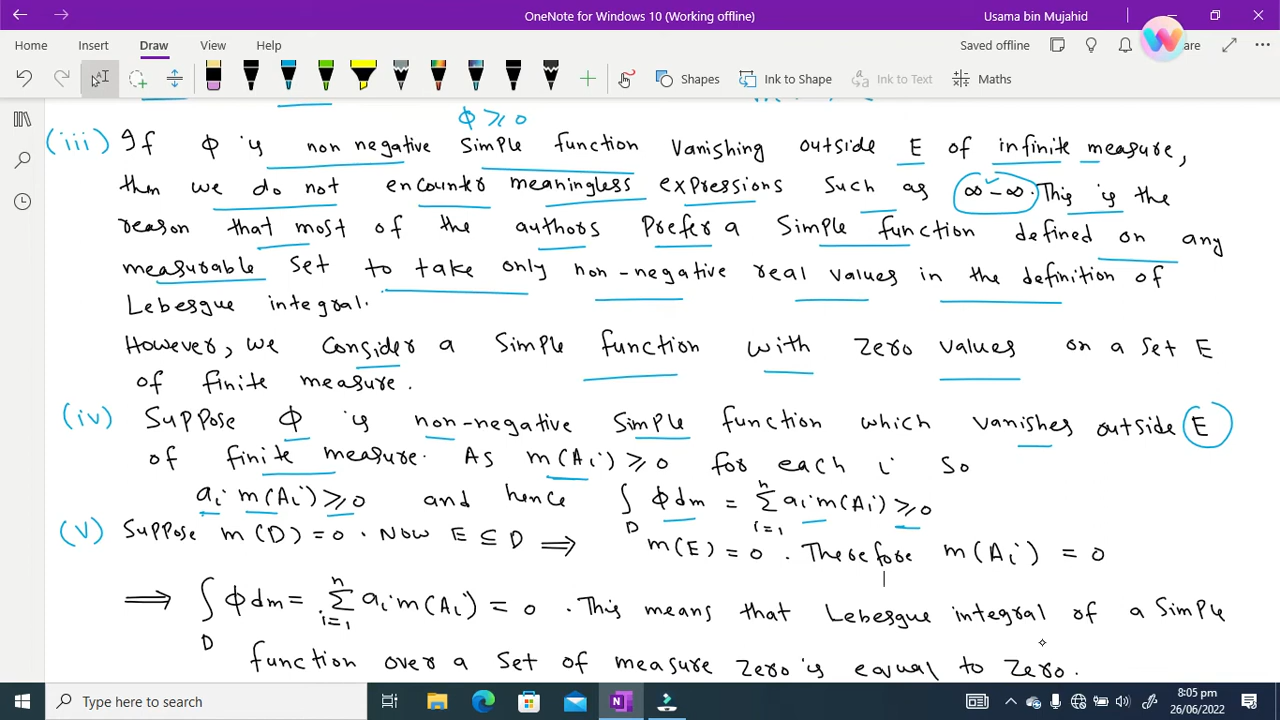 OneNote for Windows 10 (Working offline)
Usama bin Mujahid
Home Insert Draw View Help
Saved offline
Shapes Ink to Shape Ink to Text Maths
ϕ ⩾ 0
(iii) If ϕ is non negative Simple function Vanishing outside E of infinite measure,
then we do not encounter meaningless expressions Such as ∞ - ∞. This is the
reason that most of the authors Prefer a Simple function defined on any
measurable Set to take only non-negative real values in the definition of
Lebesgue integral.
However, we Consider a Simple function with Zero values on a Set E
of finite measure.
(iv) Suppose ϕ is non-negative Simple function which vanishes outside E
of finite measure. As m(Ai) ⩾ 0 for each i So
ai m(Ai) ⩾ 0 and hence ∫_D ϕ dm = Σ_{i=1}^{n} ai m(Ai) ⩾ 0
(V) Suppose m(D) = 0. Now E ⊆ D ⟹ m(E) = 0. Therefore m(Ai) = 0
⟹ ∫_D ϕ dm = Σ_{i=1}^{n} ai m(Ai) = 0. This means that Lebesgue integral of a Simple
function over a Set of measure Zero is equal to Zero.
Type here to search
8:05 pm
26/06/2022